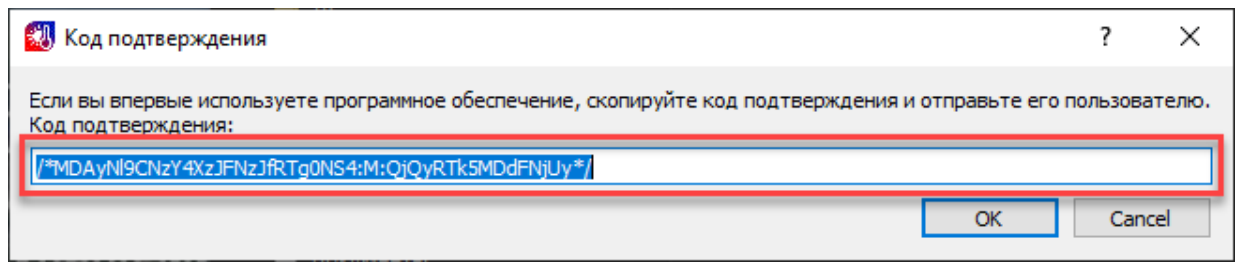 Код подтверждения
Если вы впервые используете программное обеспечение, скопируйте код подтверждения и отправьте его пользователю.
Код подтверждения:
/*MDAyNl9CNzY4XzJFNzJfRTg0NS4:M:QjQyRTk5MDdFNjUy*/
OK Cancel